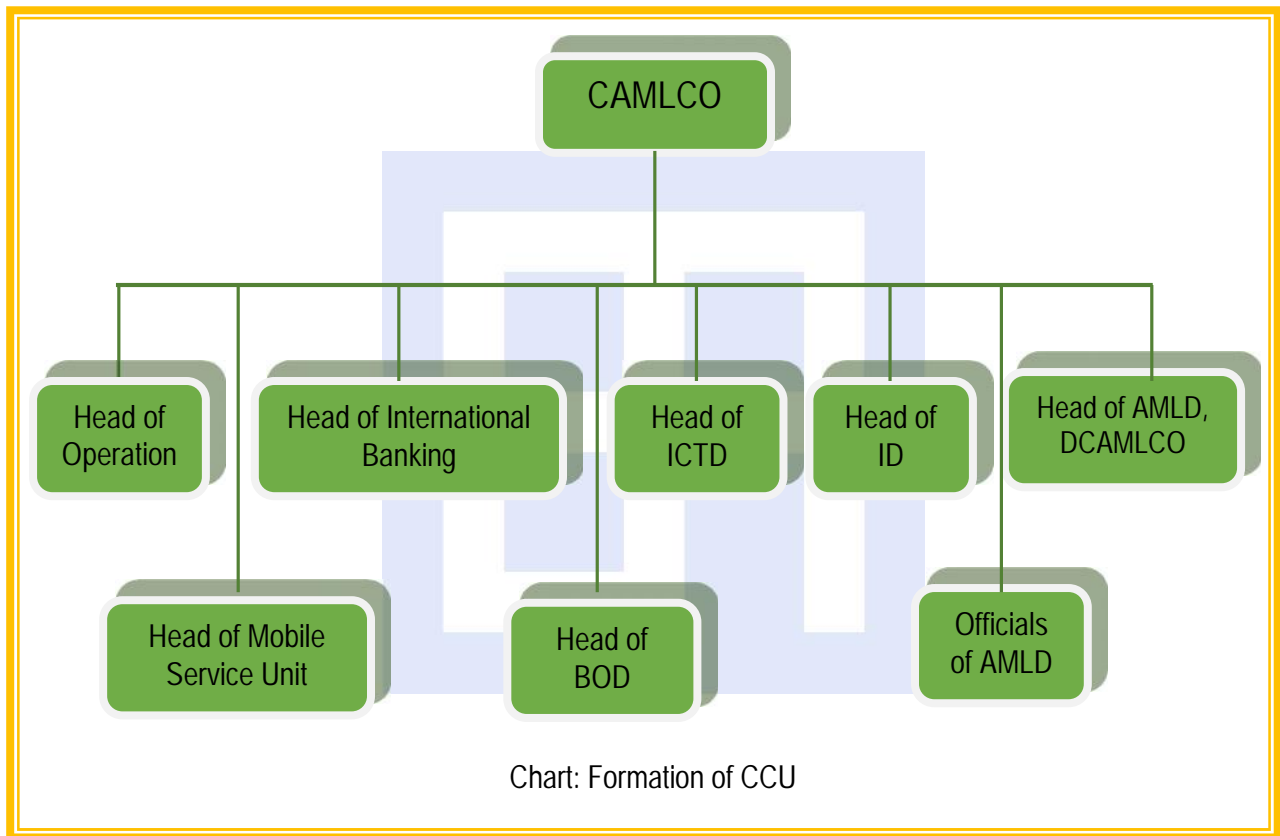 CAMLCO
Head of
Operation
Head of International
Banking
Head of
ICTD
Head of
ID
Head of AMLD,
DCAMLCO
Head of Mobile
Service Unit
Head of
BOD
Officials
of AMLD
Chart: Formation of CCU